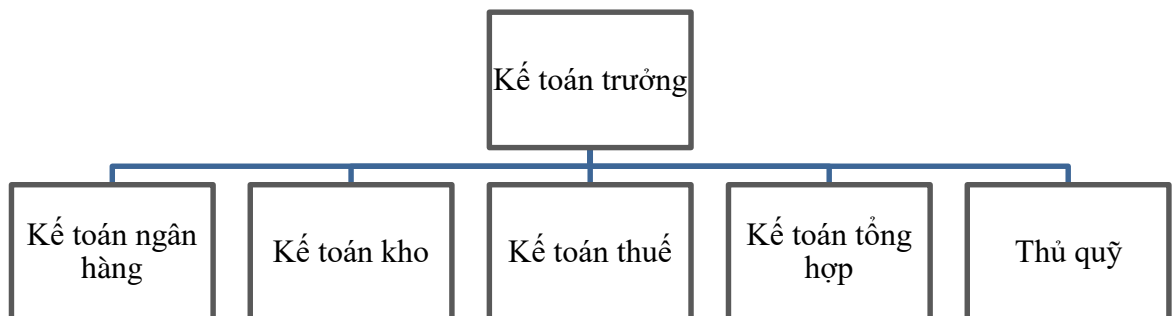 Kế toán trưởng
Kế toán ngân
hàng
Kế toán kho
Kế toán thuế
Kế toán tổng
hợp
Thủ quỹ